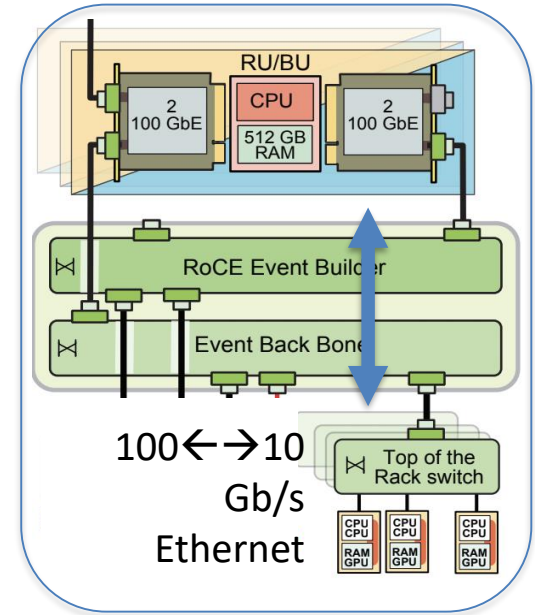 RU/BU
2
100 GbE
CPU
512 GB
RAM
2
100 GbE
RoCE Event Builder
Event Back Bone
100←→10
Gb/s
Ethernet
Top of the
Rack switch
CPU
CPU
RAM
GPU
CPU
CPU
RAM
GPU
CPU
CPU
RAM
GPU